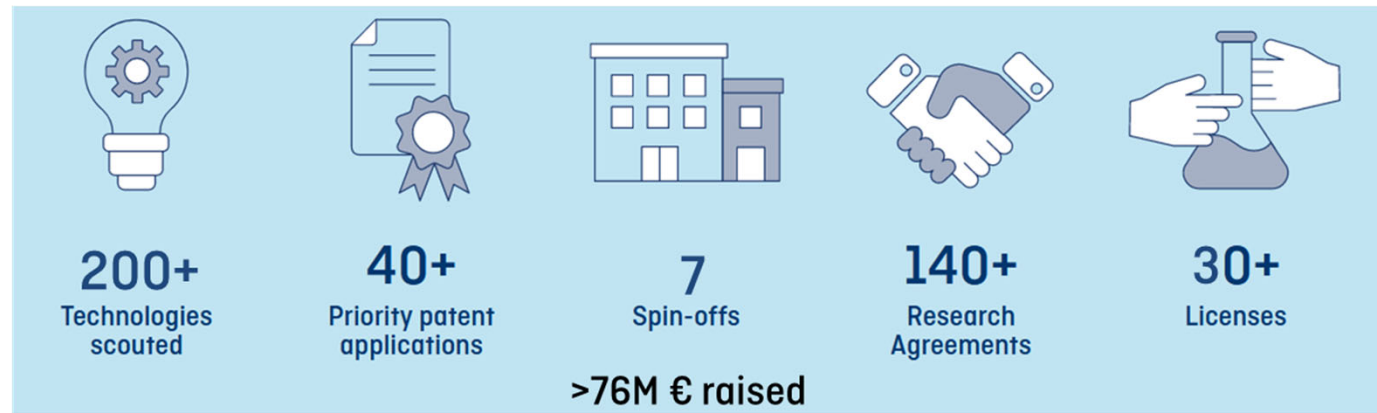 200+
Technologies
scouted
40+
Priority patent
applications
7
Spin-offs
140+
Research
Agreements
30+
Licenses
>76M € raised